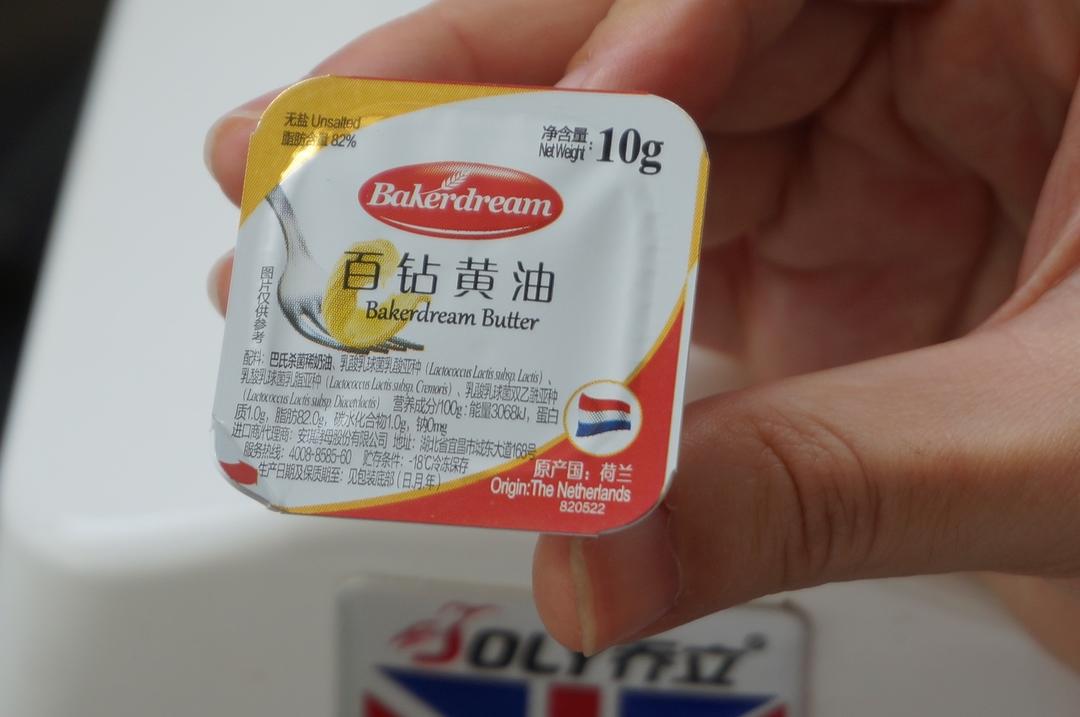 无盐 Unsalted
脂肪含量 82%
净含量:
Net Weight
10g
Bakerdream
百钻黄油
Bakerdream Butter
图片仅供参考
配料：巴氏杀菌稀奶油、乳酸乳球菌乳酸亚种（Lactococcus Lactis subsp. Lactis）、
乳酸乳球菌乳脂亚种（Lactococcus Lactis subsp. Cremoris）、乳酸乳球菌双乙酰亚种
（Lactococcus Lactis subsp. Diacetylactis） 营养成分/100g：能量3068kJ，蛋白
质1.0g，脂肪82.0g，碳水化合物1.0g，钠0mg
进口商/代理商：安琪酵母股份有限公司 地址：湖北省宜昌市城东大道168号
服务热线：4008-8585-60 贮存条件：-18℃冷冻保存
生产日期及保质期至：见包装底部（日.月.年）
原产国：荷兰
Origin:The Netherlands
820522
JOLY乔立